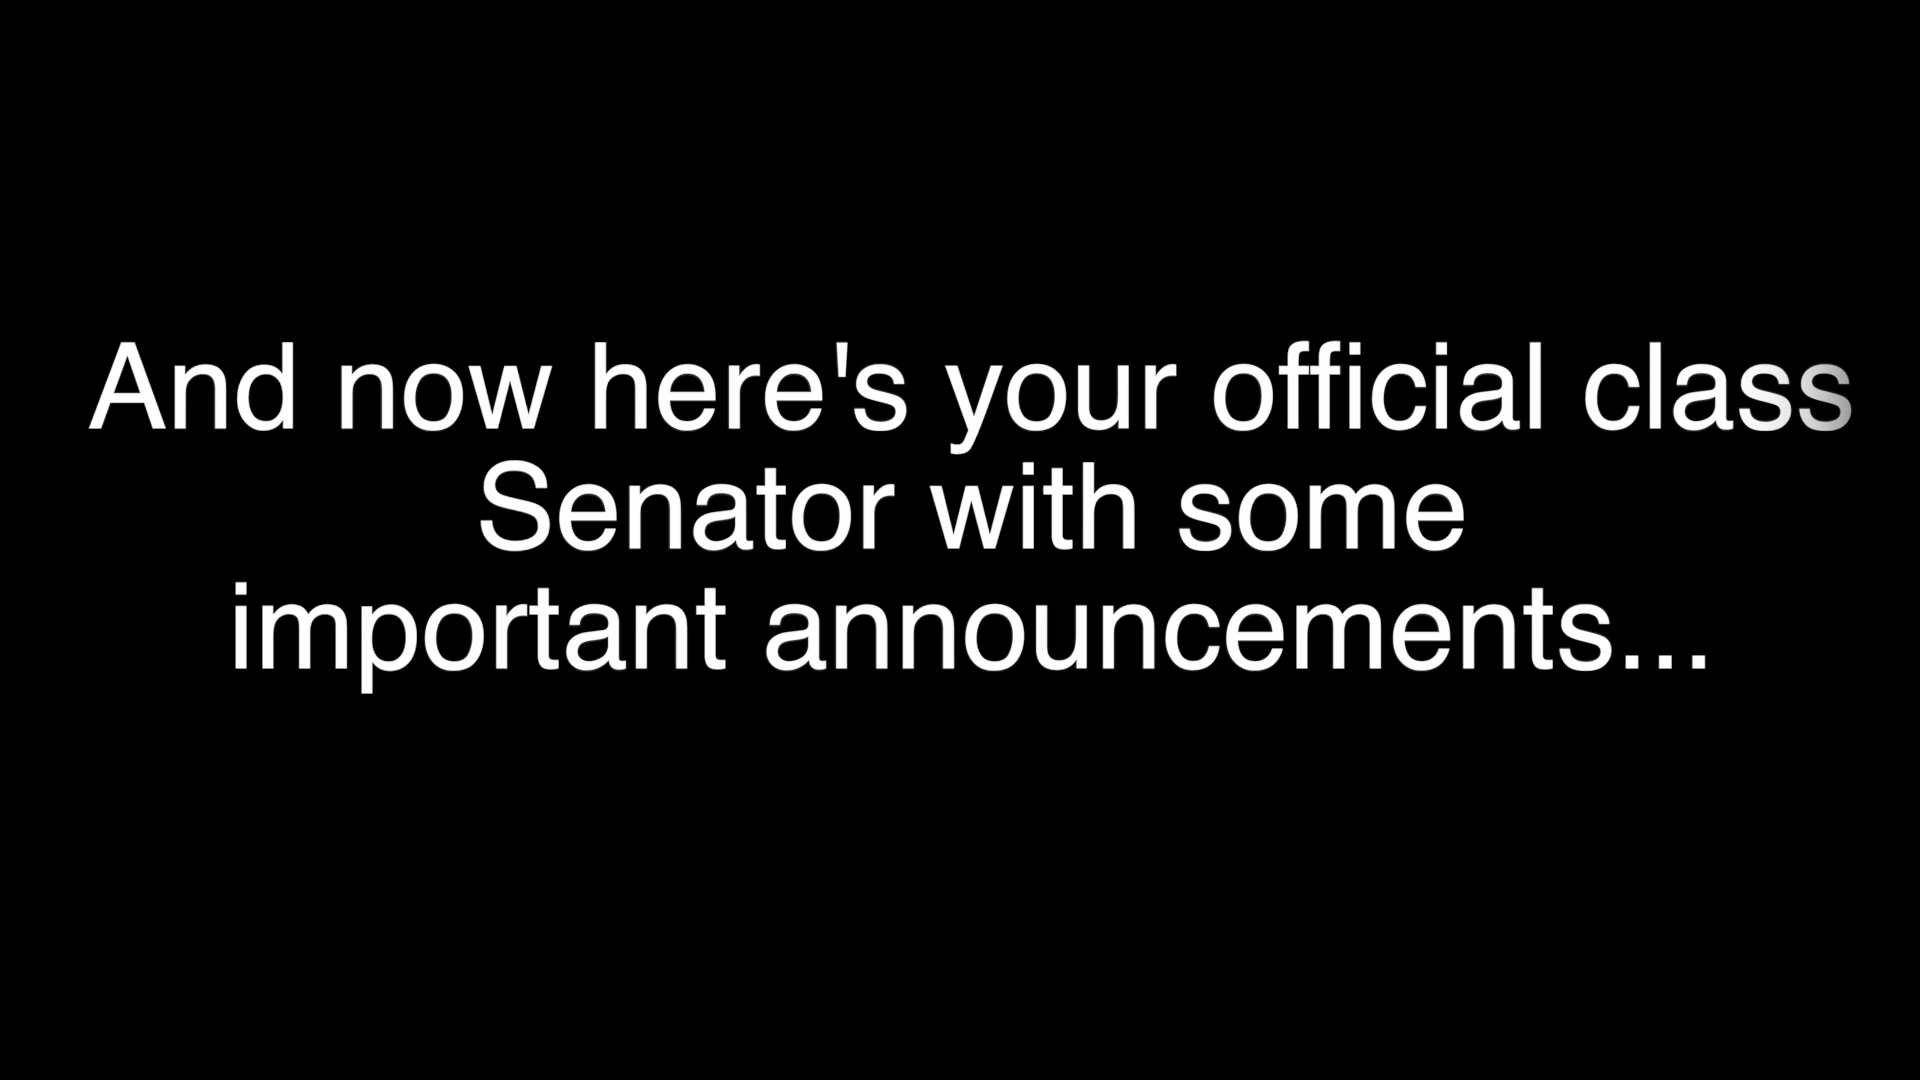 And now here's your official class
Senator with some
important announcements...